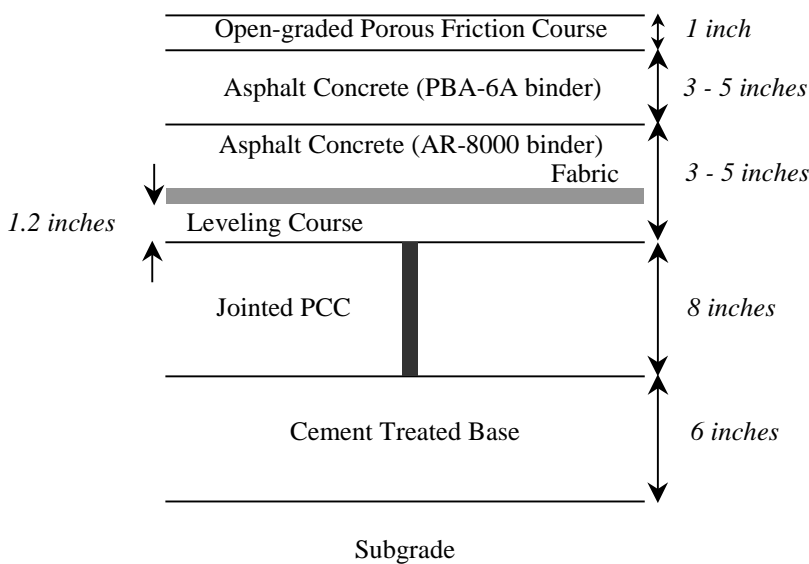 Open-graded Porous Friction Course
1 inch
Asphalt Concrete (PBA-6A binder)
3 - 5 inches
Asphalt Concrete (AR-8000 binder)
Fabric
3 - 5 inches
1.2 inches
Leveling Course
Jointed PCC
8 inches
Cement Treated Base
6 inches
Subgrade